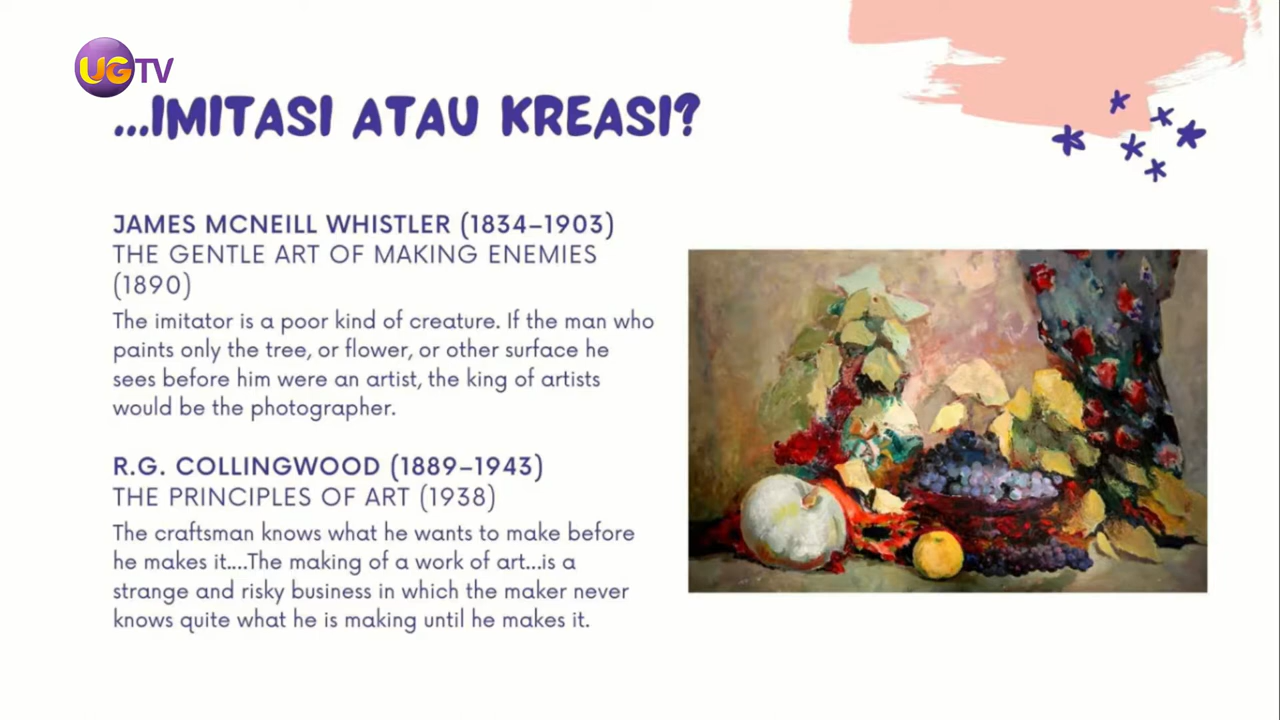 UGTV
...IMITASI ATAU KREASI?
JAMES MCNEILL WHISTLER (1834–1903)
THE GENTLE ART OF MAKING ENEMIES
(1890)
The imitator is a poor kind of creature. If the man who
paints only the tree, or flower, or other surface he
sees before him were an artist, the king of artists
would be the photographer.
R.G. COLLINGWOOD (1889–1943)
THE PRINCIPLES OF ART (1938)
The craftsman knows what he wants to make before
he makes it....The making of a work of art...is a
strange and risky business in which the maker never
knows quite what he is making until he makes it.